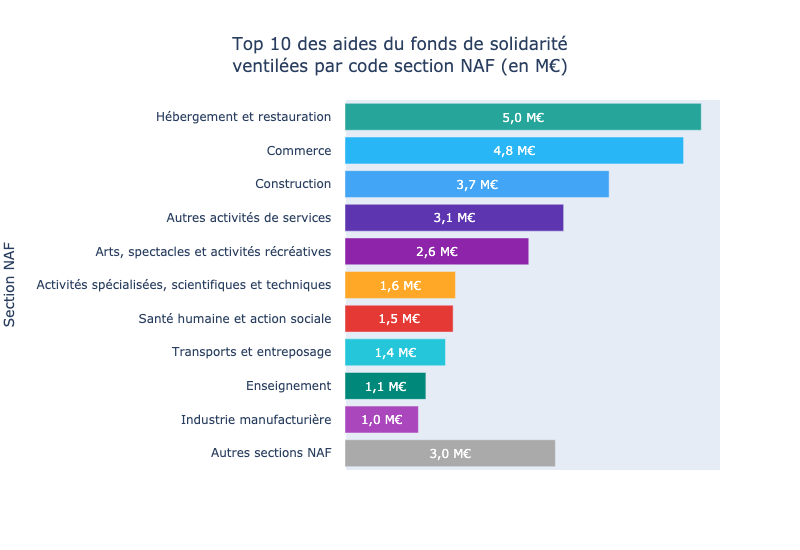 Top 10 des aides du fonds de solidarité
ventilées par code section NAF (en M€)
Section NAF
Hébergement et restauration 5,0 M€
Commerce 4,8 M€
Construction 3,7 M€
Autres activités de services 3,1 M€
Arts, spectacles et activités récréatives 2,6 M€
Activités spécialisées, scientifiques et techniques 1,6 M€
Santé humaine et action sociale 1,5 M€
Transports et entreposage 1,4 M€
Enseignement 1,1 M€
Industrie manufacturière 1,0 M€
Autres sections NAF 3,0 M€